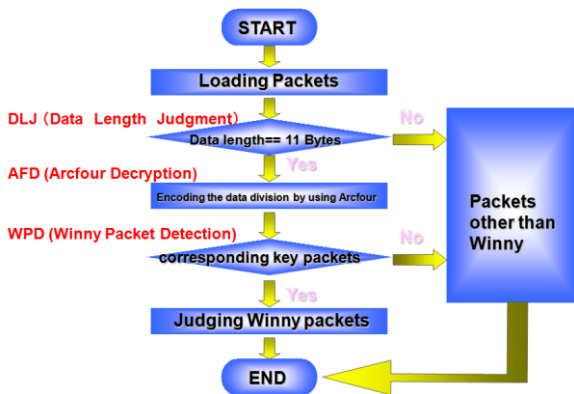 START
Loading Packets
DLJ（Data Length Judgment）
No
Data length== 11 Bytes
Yes
AFD (Arcfour Decryption)
Encoding the data division by using Arcfour
Packets
other than
Winny
WPD (Winny Packet Detection)
No
corresponding key packets
Yes
Judging Winny packets
END